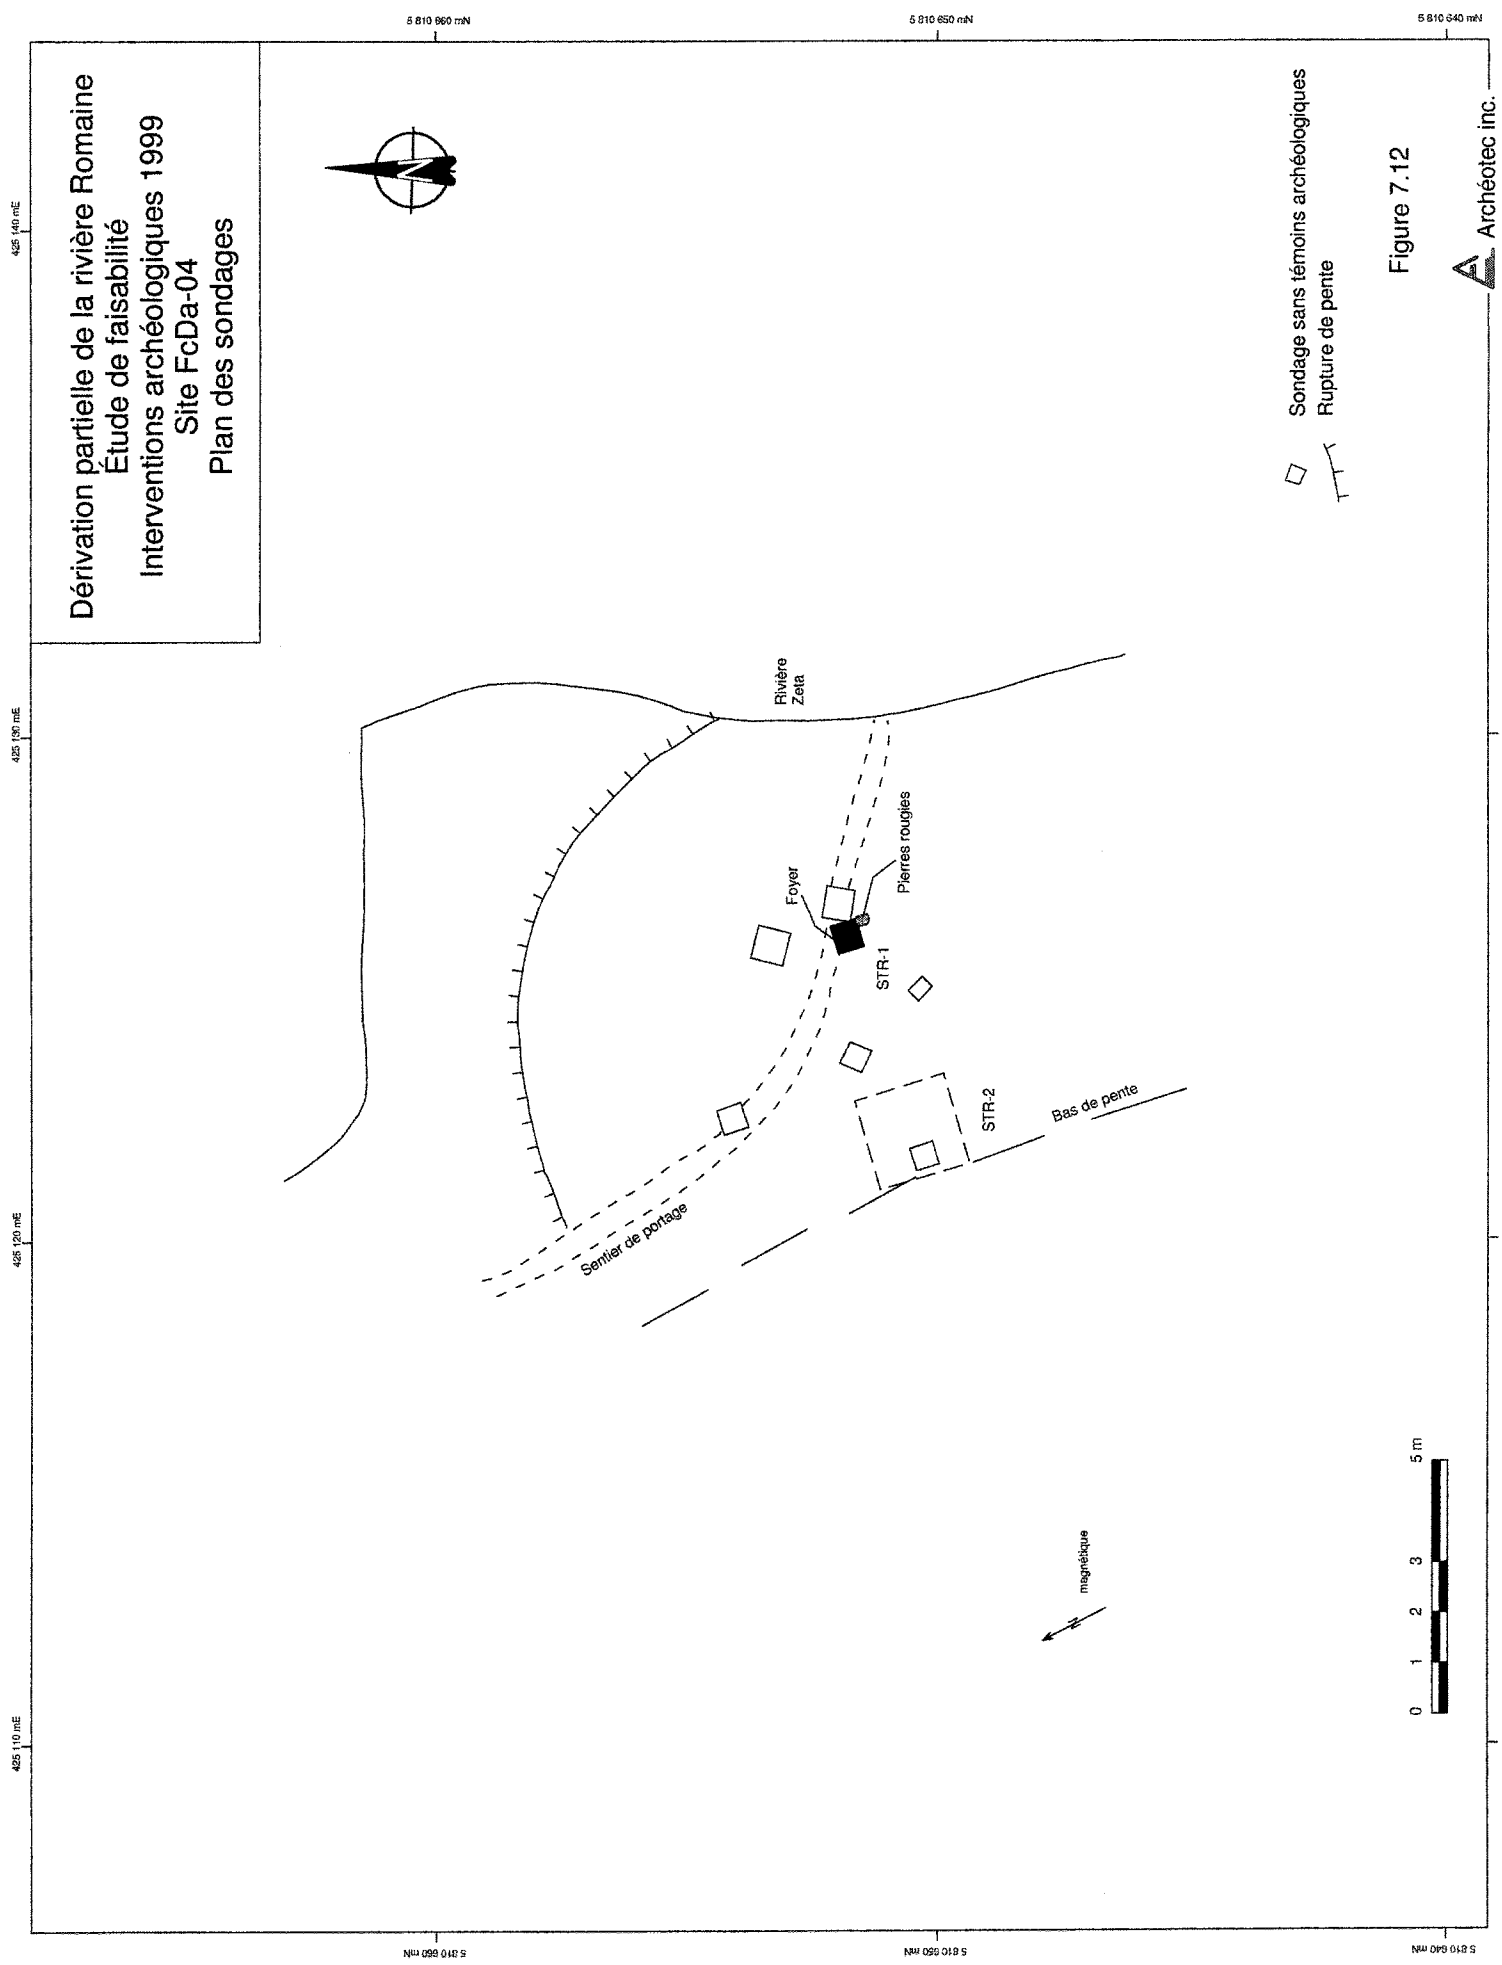 Dérivation partielle de la rivière Romaine
Étude de faisabilité
Interventions archéologiques 1999
Site FcDa-04
Plan des sondages
425 110 mE
425 120 mE
425 130 mE
425 140 mE
5 810 660 mN
5 810 660 mN
5 810 650 mN
5 810 650 mN
5 810 640 mN
5 810 640 mN
N
Rivière
Zeta
Sentier de portage
Foyer
Pierres rougies
STR-1
STR-2
Bas de pente
N
magnétique
0 1 2 3 5 m
Sondage sans témoins archéologiques
Rupture de pente
Figure 7.12
Archéotec inc.